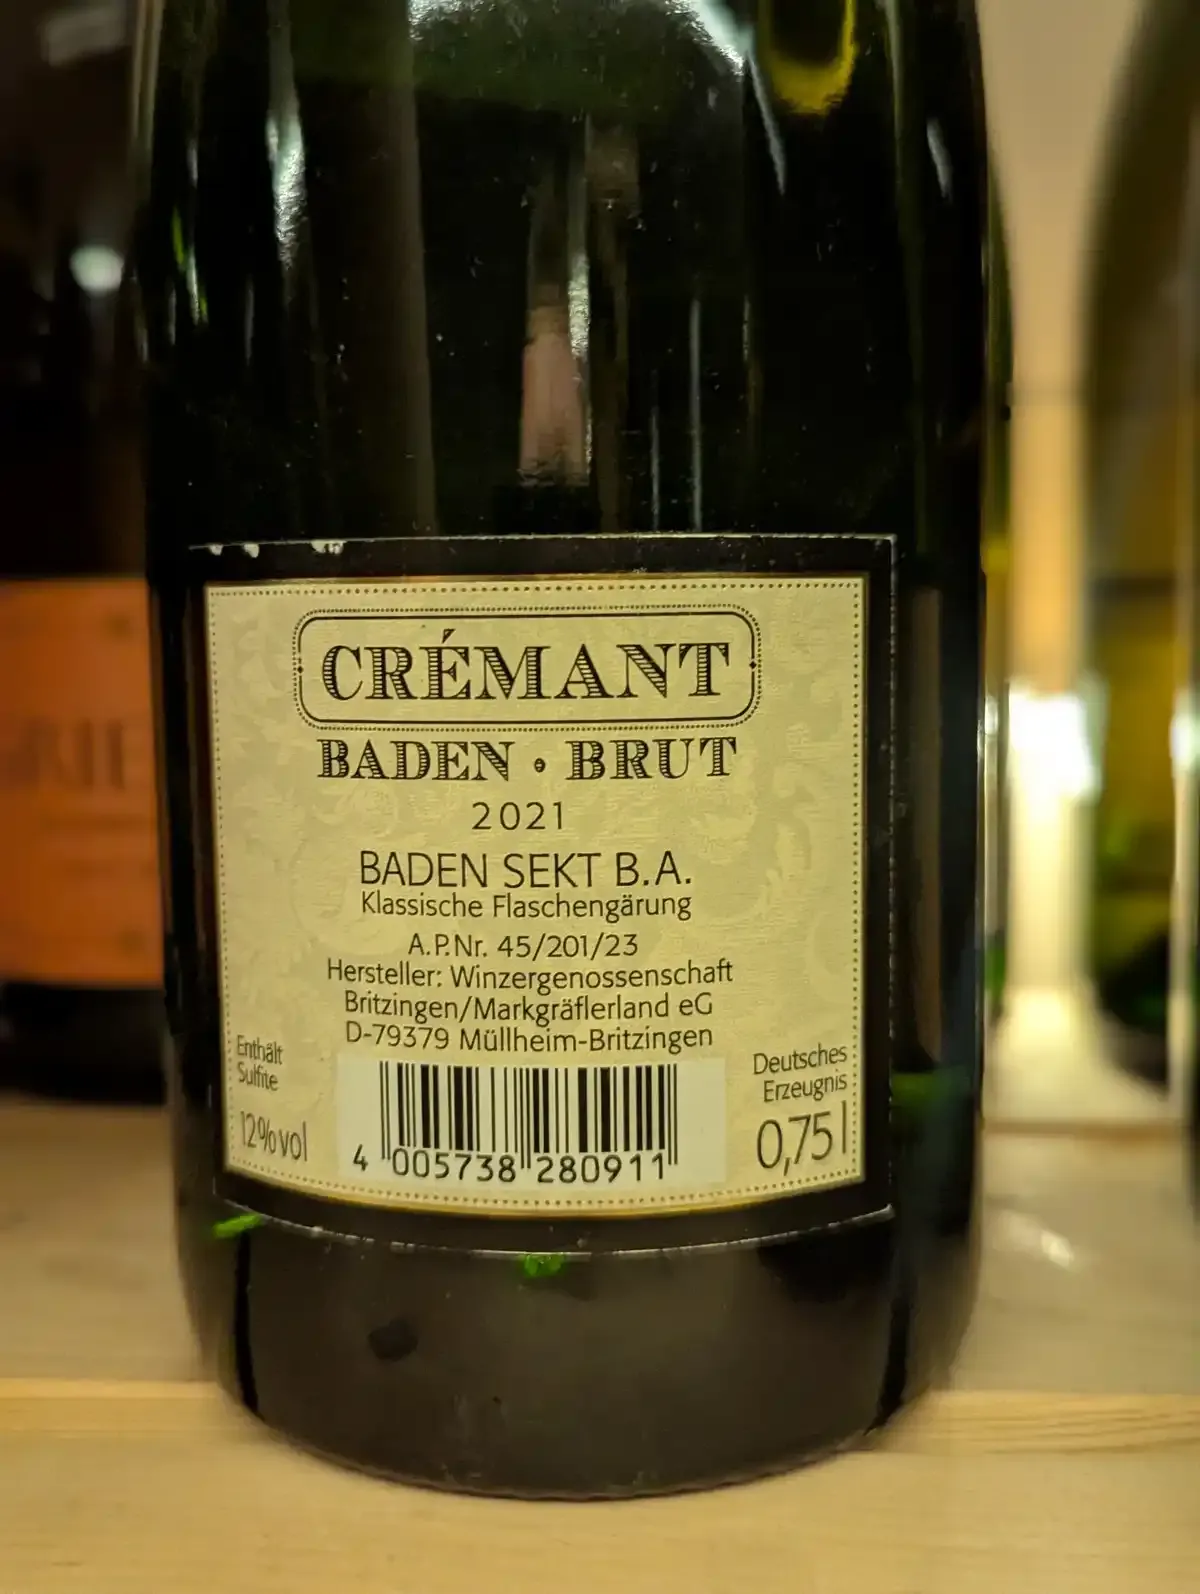 CRÉMANT
BADEN • BRUT
2021
BADEN SEKT B.A.
Klassische Flaschengärung
A.P.Nr. 45/201/23
Hersteller: Winzergenossenschaft
Britzingen/Markgräflerland eG
D-79379 Müllheim-Britzingen
Enthält
Sulfite
12%vol
Deutsches
Erzeugnis
0,75 l
4 005738 280911